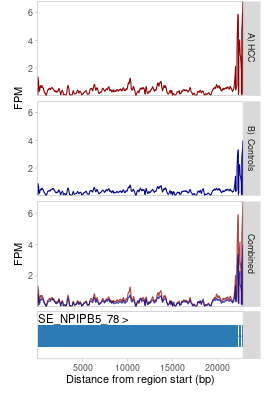 6
4
2
FPM
A) HCC
6
4
2
FPM
B) Controls
6
4
2
FPM
Combined
SE_NPIPB5_78 >
5000 10000 15000 20000
Distance from region start (bp)